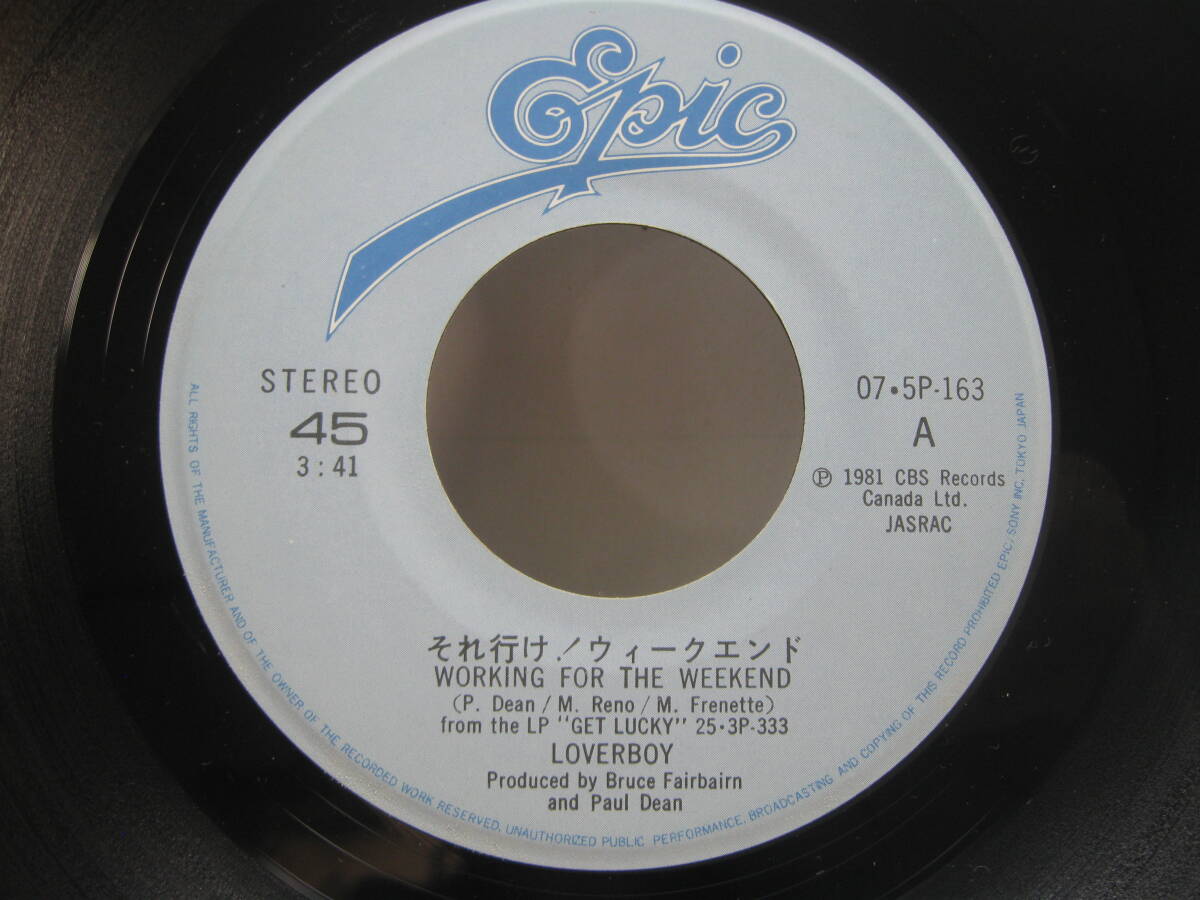 Epic
STEREO
45
3:41
07・5P-163
A
Ⓟ 1981 CBS Records
Canada Ltd.
JASRAC
それ行け!ウィークエンド
WORKING FOR THE WEEKEND
(P. Dean/M. Reno/M. Frenette)
from the LP "GET LUCKY" 25・3P-333
LOVERBOY
Produced by Bruce Fairbairn
and Paul Dean
ALL RIGHTS OF THE MANUFACTURER AND OF THE OWNER OF THE RECORDED WORK RESERVED. UNAUTHORIZED PUBLIC PERFORMANCE, BROADCASTING AND COPYING OF THIS RECORD PROHIBITED EPIC/SONY INC. TOKYO JAPAN